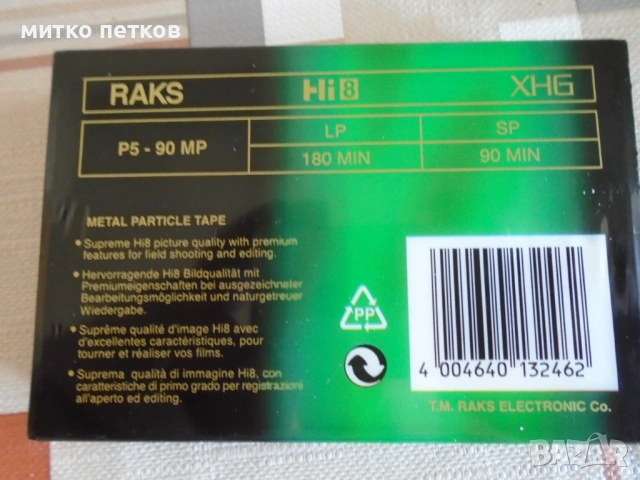 митко петков
RAKS Hi8 XHG
P5 - 90 MP
LP SP
180 MIN 90 MIN
METAL PARTICLE TAPE
• Supreme Hi8 picture quality with premium
features for field shooting and editing.
• Hervorragende Hi8 Bildqualität mit
Premiumeigenschaften bei ausgezeichneter
Bearbeitungsmöglichkeit und naturgetreuer
Wiedergabe.
• Suprême qualité d'image Hi8 avec
d'excellentes caractéristiques, pour
tourner et réaliser vos films.
• Suprema qualità di immagine Hi8, con
caratteristiche di primo grado per registrazioni
all'aperto ed editing.
PP
4 004640 132462
T.M. RAKS ELECTRONIC Co.
BAZAR